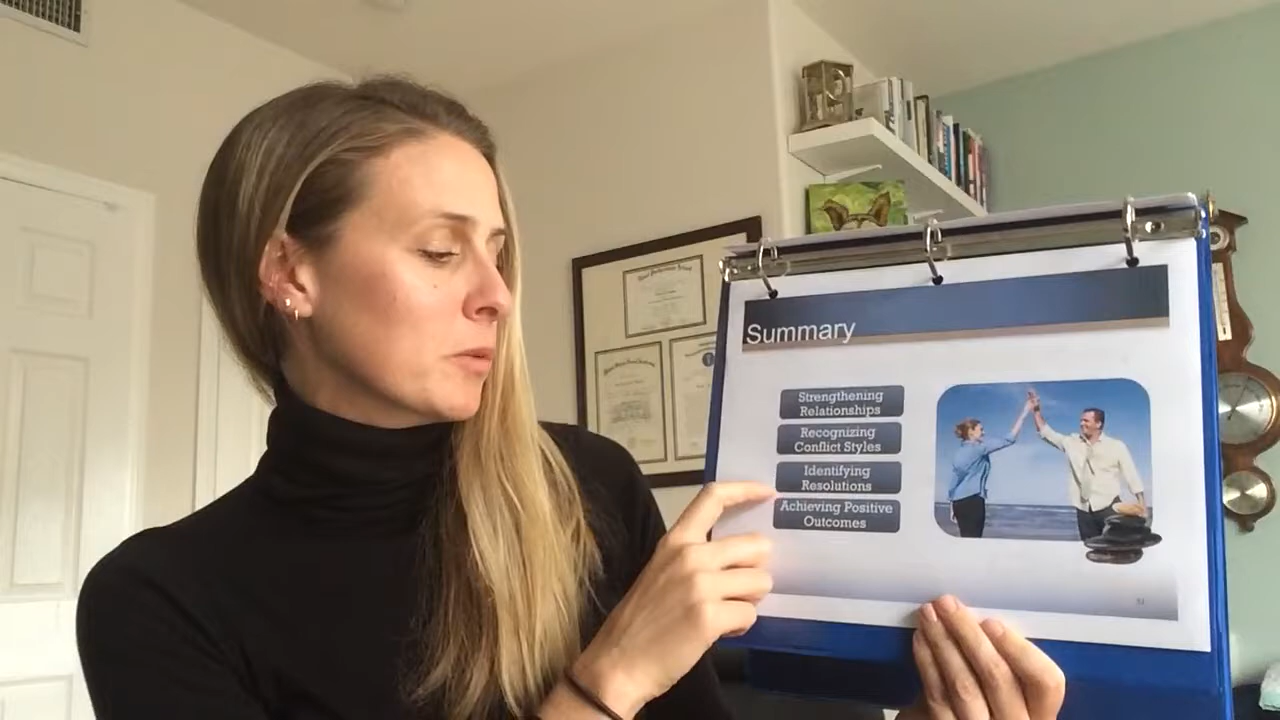 Summary
Strengthening
Relationships
Recognizing
Conflict Styles
Identifying
Resolutions
Achieving Positive
Outcomes